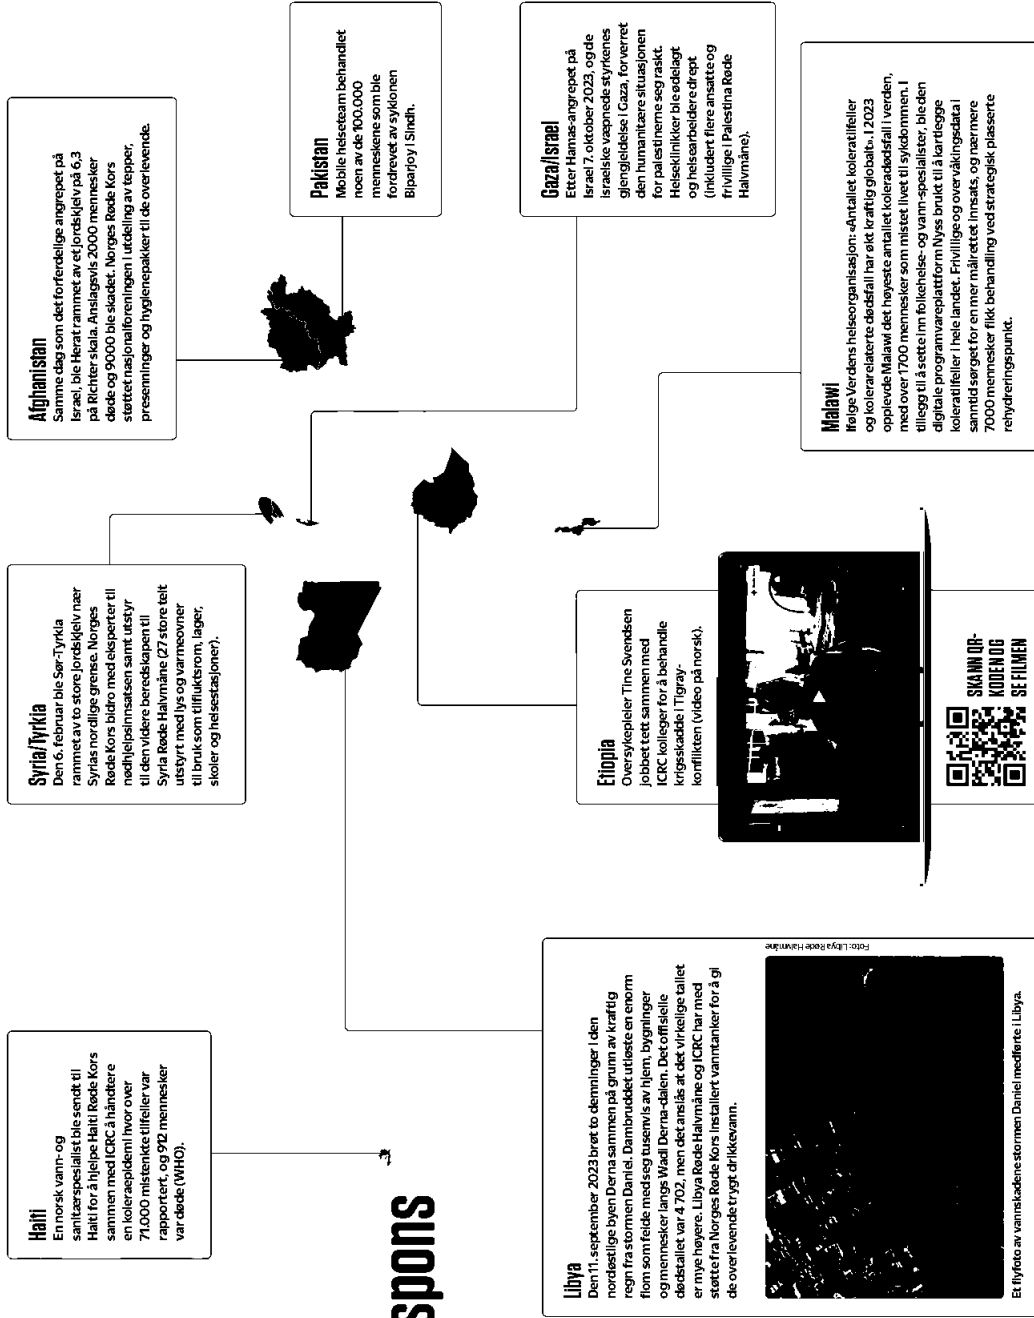 spons
Haiti
En norsk vann- og
sanitærspesialist ble sendt til
Haiti for å hjelpe Haiti Røde Kors
sammen med ICRC å håndtere
en koleraepidemi hvor over
71.000 mistenkte tilfeller var
rapportert, og 912 mennesker
var døde (WHO).
Syria/Tyrkia
Den 6. februar ble Sør-Tyrkia
rammet av to store jordskjelv nær
Syrias nordlige grense. Norges
Røde Kors bidro med eksperter til
nødhjelpsinnsatsen samt utstyr
til den videre beredskapen til
Syria Røde Halvmåne (27 store telt
utstyrt med lys og varmeovner
til bruk som tilfluktsrom, lager,
skoler og helsestasjoner).
Afghanistan
Samme dag som det forferdelige angrepet på
Israel, ble Herat rammet av et jordskjelv på 6,3
på Richter skala. Anslagsvis 2000 mennesker
døde og 9000 ble skadet. Norges Røde Kors
støttet nasjonalforeningen i utdeling av tepper,
presenninger og hygienepakker til de overlevende.
Pakistan
Mobile helseteam behandlet
noen av de 100.000
menneskene som ble
fordrevet av syklonen
Biparjoy i Sindh.
Libya
Den 11. september 2023 brøt to demninger i den
nordøstlige byen Derna sammen på grunn av kraftig
regn fra stormen Daniel. Dambruddet utløste en enorm
flom som feide med seg tusenvis av hjem, bygninger
og mennesker langs Wadi Derna-dalen. Det offisielle
dødstallet var 4 702, men det anslås at det virkelige tallet
er mye høyere. Libya Røde Halvmåne og ICRC har med
støtte fra Norges Røde Kors installert vanntanker for å gi
de overlevende trygt drikkevann.
Foto: Libya Røde Halvmåne
Et flyfoto av vannskadene stormen Daniel medførte i Libya.
Etiopia
Oversykepleier Tine Svendsen
jobbet tett sammen med
ICRC kolleger for å behandle
krigsskadde i Tigray-
konflikten (video på norsk).
SKANN QR-
KODEN OG
SE FILMEN
Gaza/Israel
Etter Hamas-angrepet på
Israel 7. oktober 2023, og de
israelske væpnede styrkenes
gjengjeldelse i Gaza, forverret
den humanitære situasjonen
for palestinerne seg raskt.
Helseklinikker ble ødelagt
og helsearbeidere drept
(inkludert flere ansatte og
frivillige i Palestina Røde
Halvmåne).
Malawi
Ifølge Verdens helseorganisasjon: «Antallet koleratilfeller
og kolerarelaterte dødsfall har økt kraftig globalt». I 2023
opplevde Malawi det høyeste antallet koleradødsfall i verden,
med over 1700 mennesker som mistet livet til sykdommen. I
tillegg til å sette inn folkehelse- og vann-spesialister, ble den
digitale programvareplattform Nyss brukt til å kartlegge
koleratilfeller i hele landet. Frivillige og overvåkingsdata i
sanntid sørget for en mer målrettet innsats, og nærmere
7000 mennesker fikk behandling ved strategisk plasserte
rehydreringspunkt.